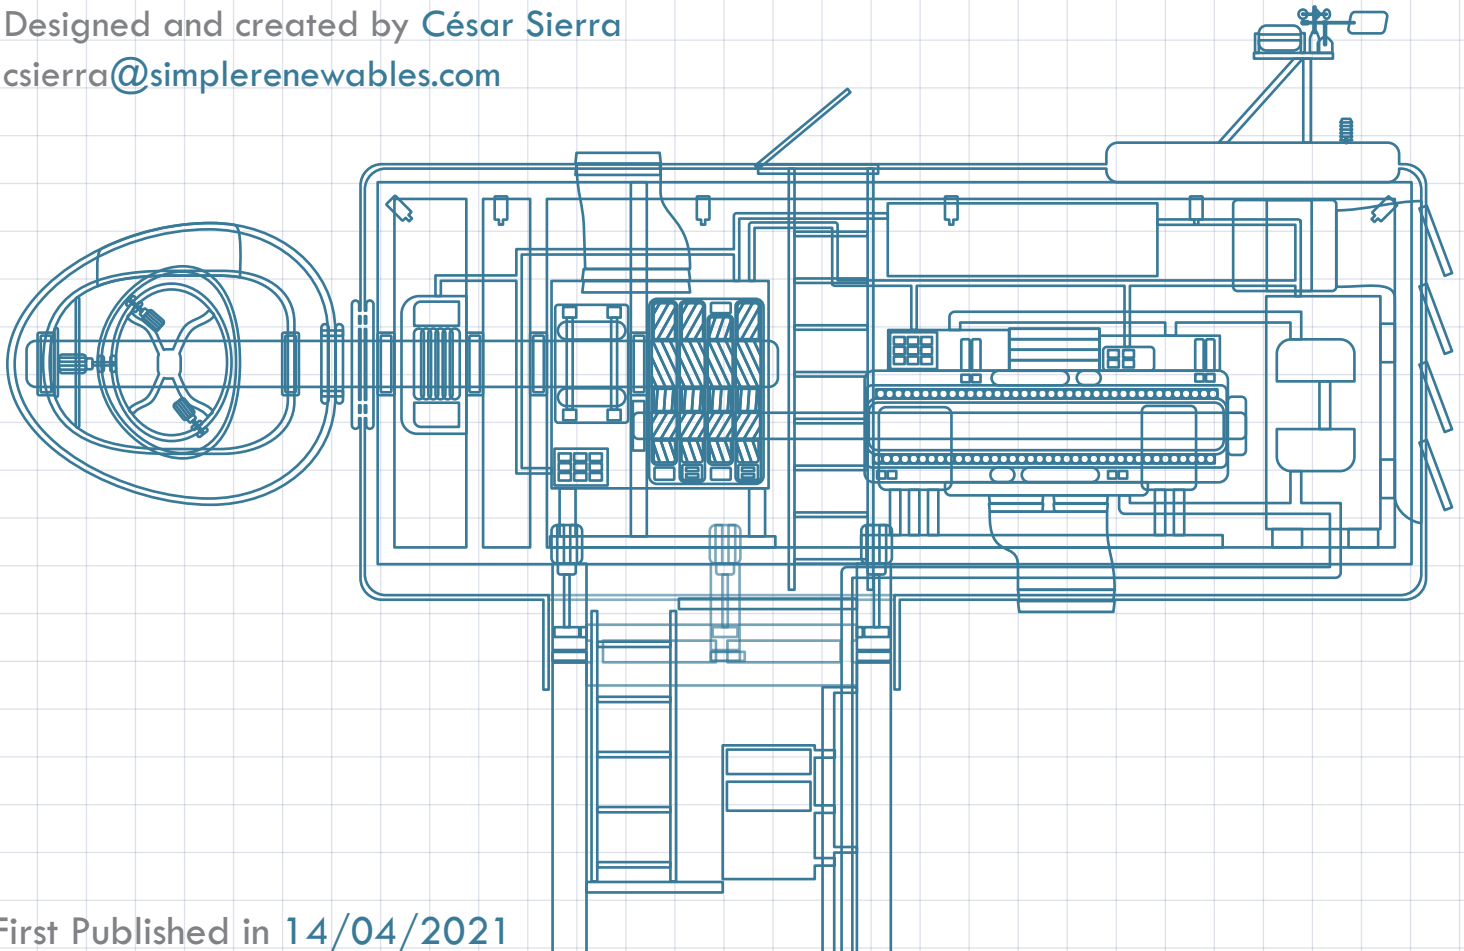 Designed and created by César Sierra
csierra@simplerenewables.com
First Published in 14/04/2021